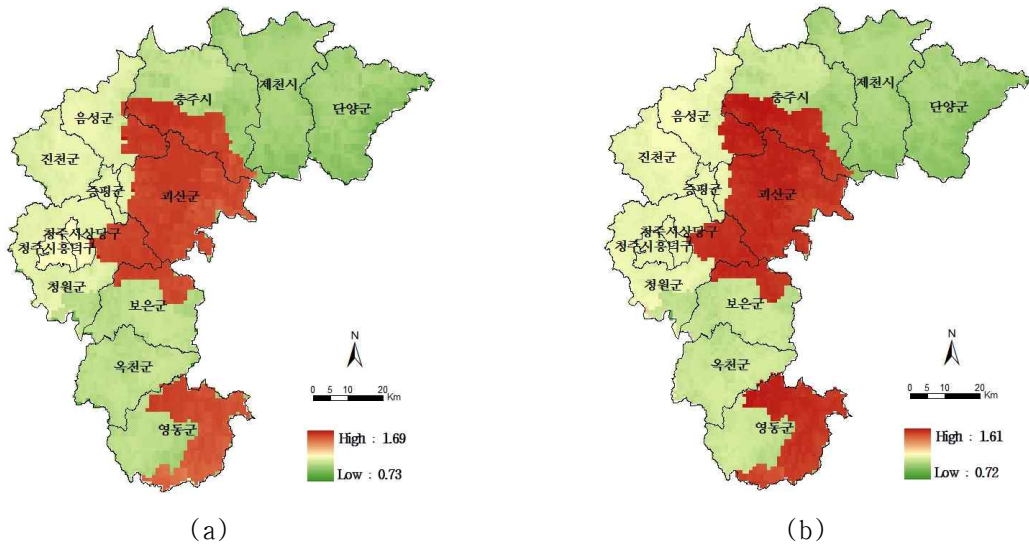 제천시
단양군
충주시
음성군
진천군
증평군
괴산군
청주시상당구
청주시흥덕구
청원군
보은군
옥천군
영동군
N
0 5 10 20
Km
High : 1.69
Low : 0.73
(a)
제천시
단양군
충주시
음성군
진천군
증평군
괴산군
청주시상당구
청주시흥덕구
청원군
보은군
옥천군
영동군
N
0 5 10 20
Km
High : 1.61
Low : 0.72
(b)